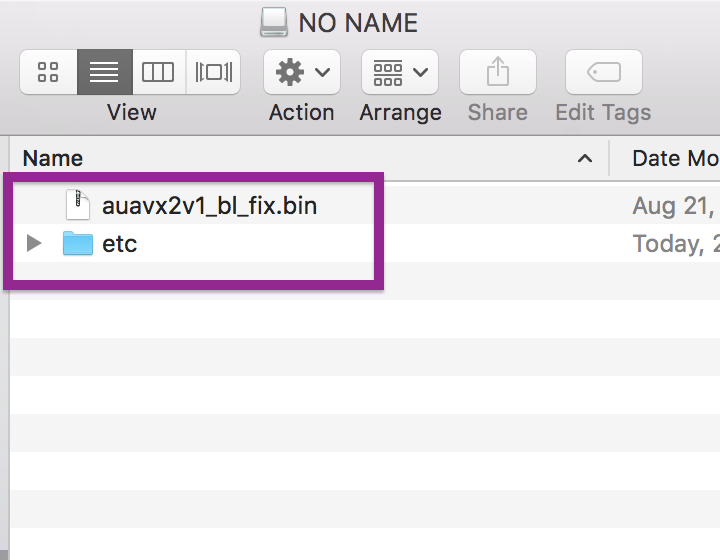 NO NAME
View
Action
Arrange
Share
Edit Tags
Name
Date Mo
auavx2v1_bl_fix.bin
Aug 21,
etc
Today, 2